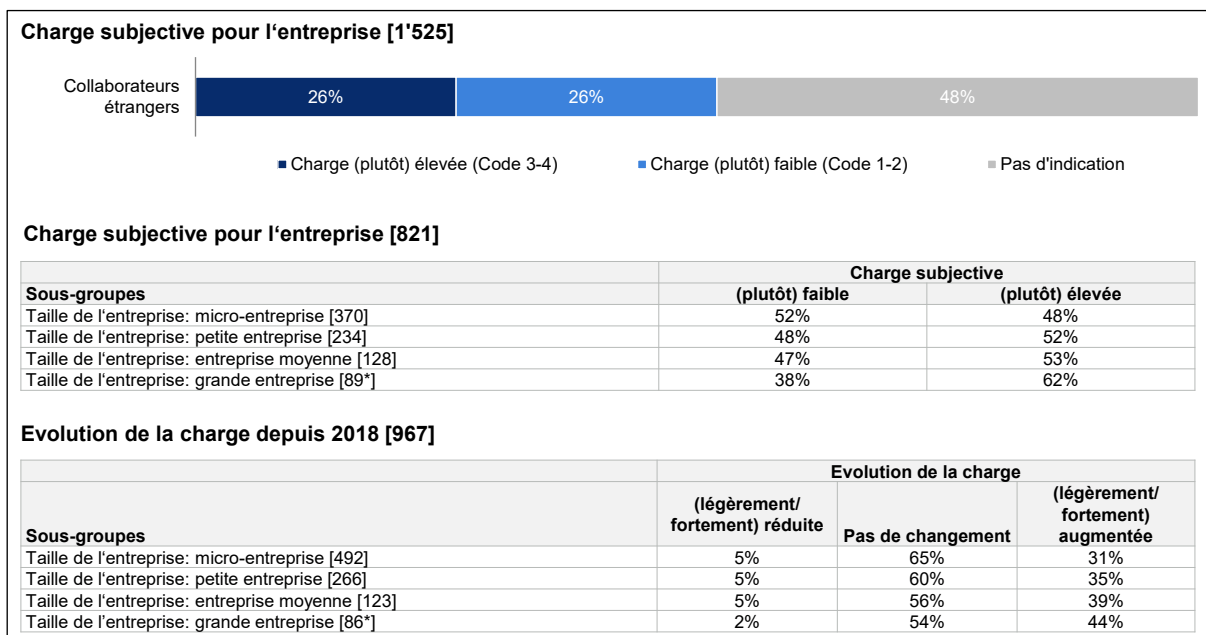 Charge subjective pour l‘entreprise [1'525]
Collaborateurs
étrangers
26% 26% 48%
Charge (plutôt) élevée (Code 3-4) Charge (plutôt) faible (Code 1-2) Pas d'indication
Charge subjective pour l‘entreprise [821]
Charge subjective
Sous-groupes (plutôt) faible (plutôt) élevée
Taille de l‘entreprise: micro-entreprise [370] 52% 48%
Taille de l‘entreprise: petite entreprise [234] 48% 52%
Taille de l‘entreprise: entreprise moyenne [128] 47% 53%
Taille de l‘entreprise: grande entreprise [89*] 38% 62%
Evolution de la charge depuis 2018 [967]
Evolution de la charge
Sous-groupes (légèrement/ fortement) réduite Pas de changement (légèrement/ fortement) augmentée
Taille de l‘entreprise: micro-entreprise [492] 5% 65% 31%
Taille de l‘entreprise: petite entreprise [266] 5% 60% 35%
Taille de l‘entreprise: entreprise moyenne [123] 5% 56% 39%
Taille de l’entreprise: grande entreprise [86*] 2% 54% 44%